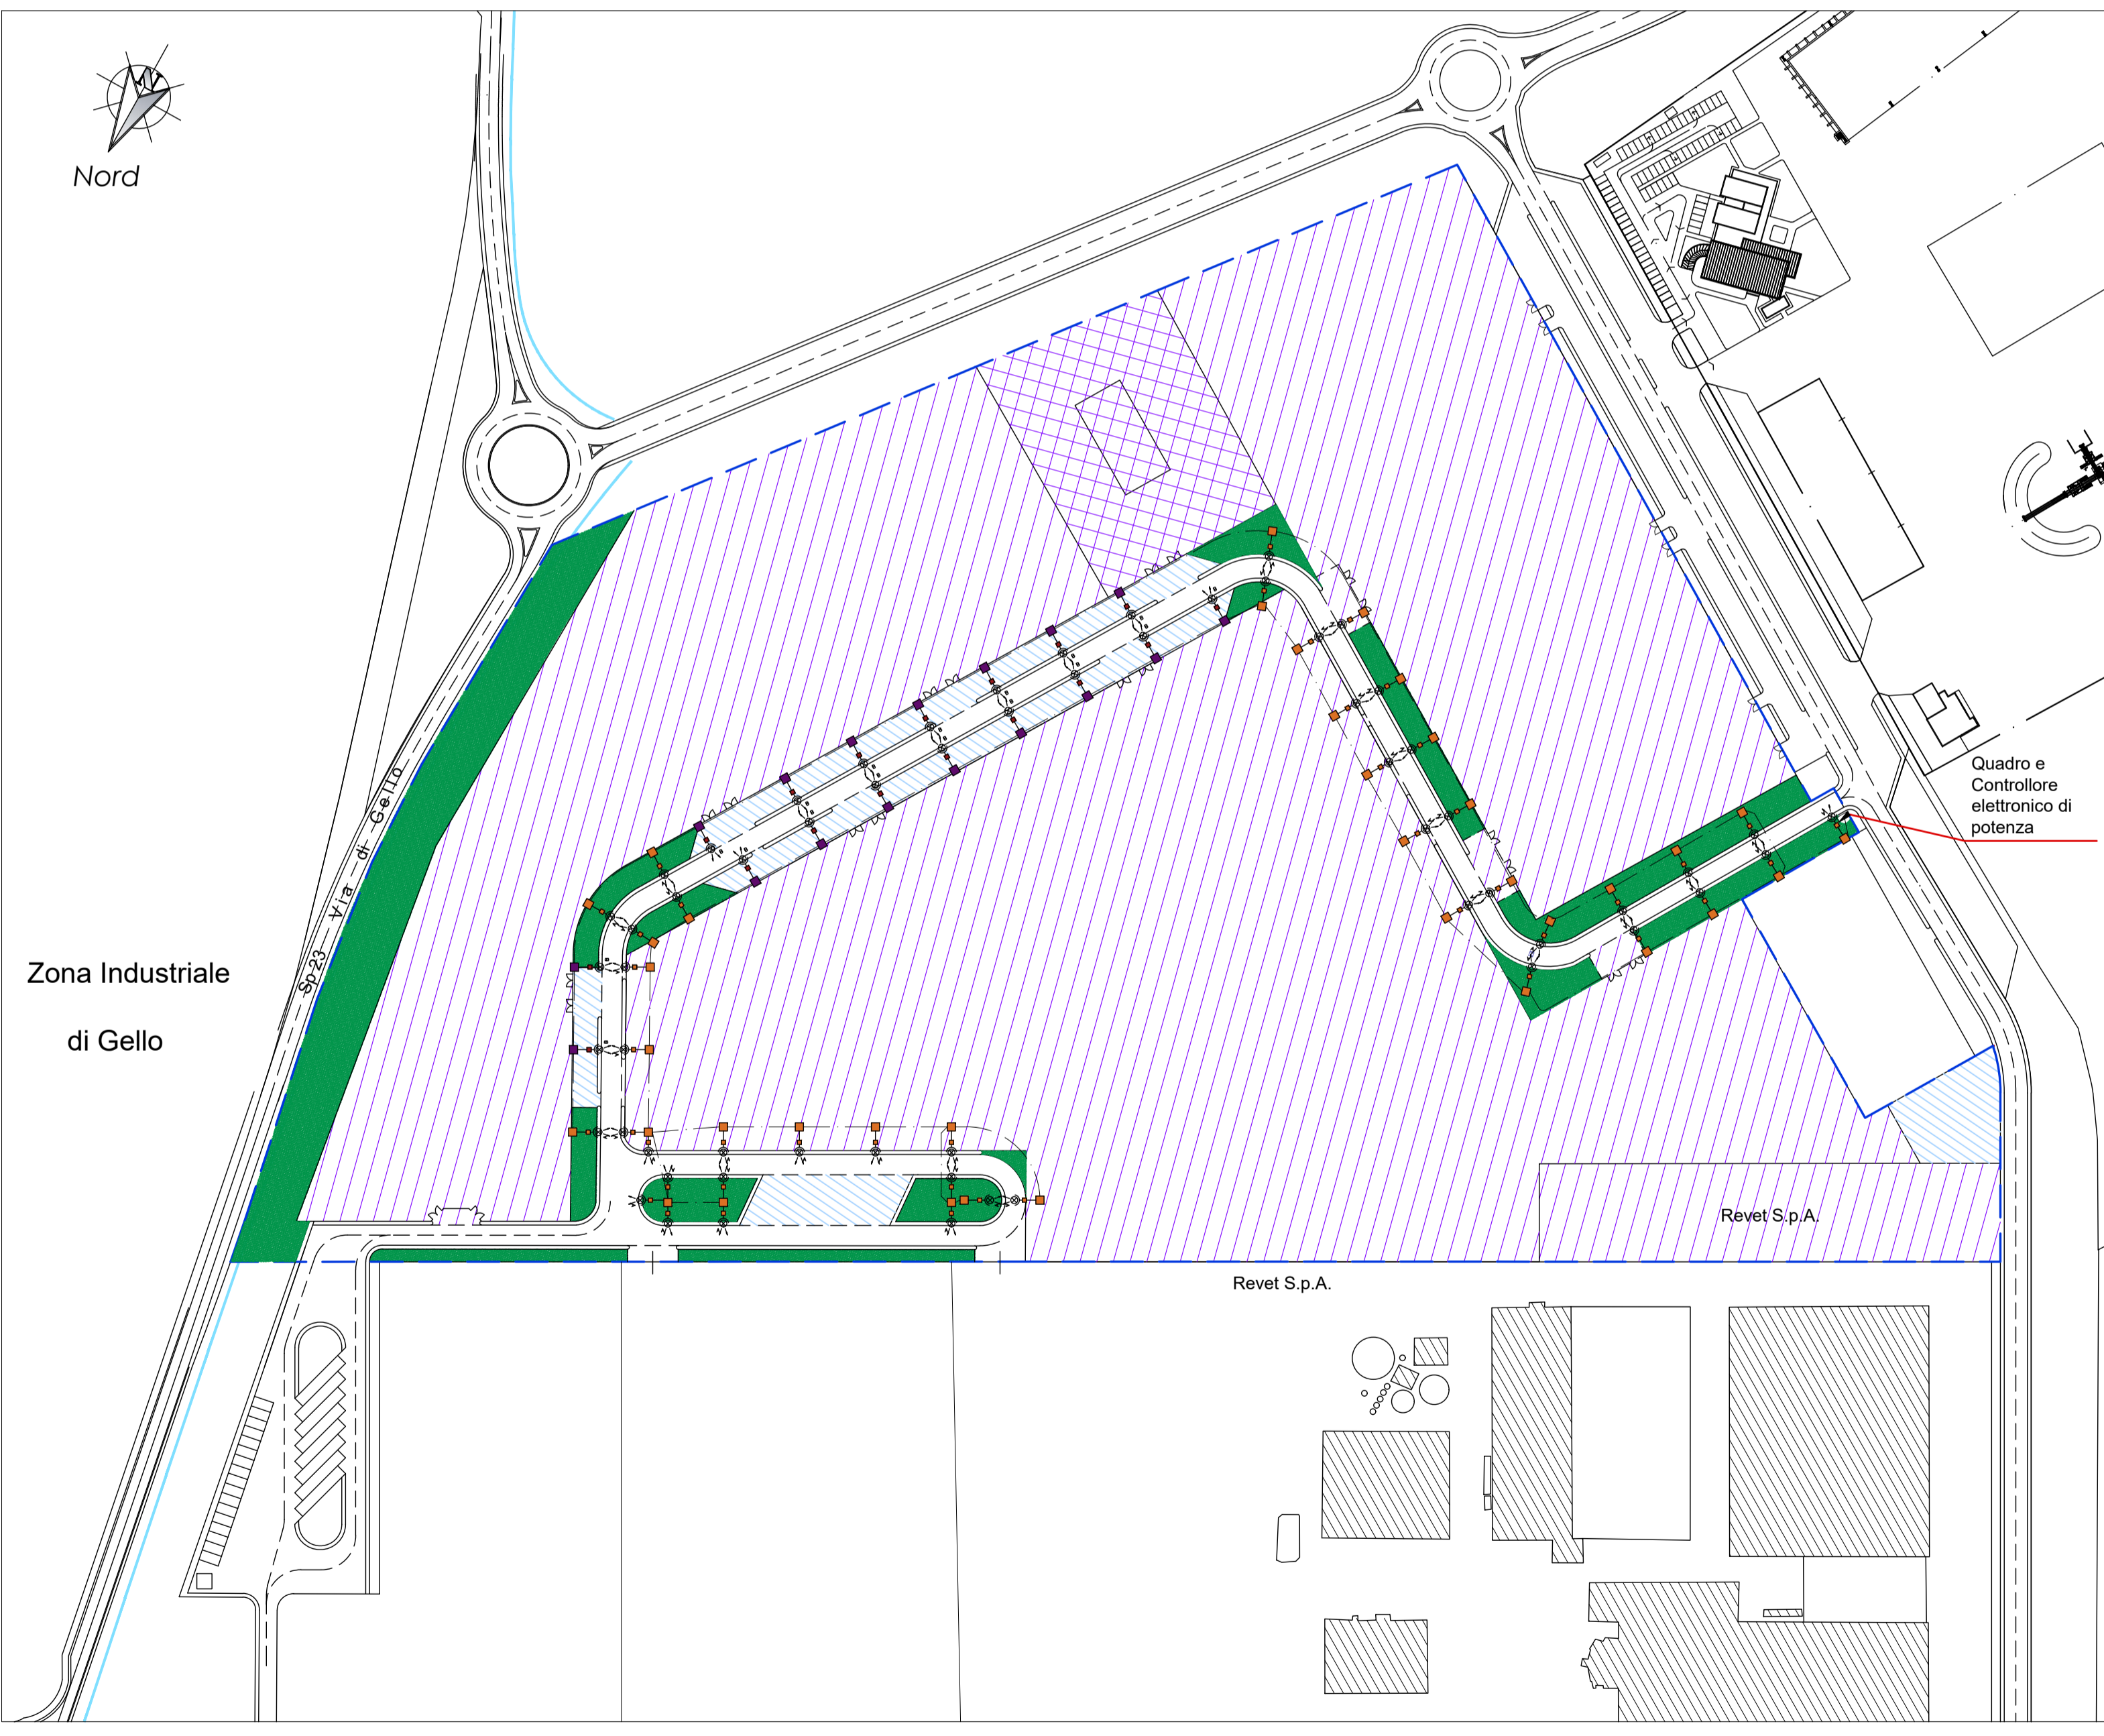 N
Nord
Sp 23 Via di Gello
Zona Industriale
di Gello
Quadro e
Controllore
elettronico di
potenza
Revet S.p.A.
Revet S.p.A.